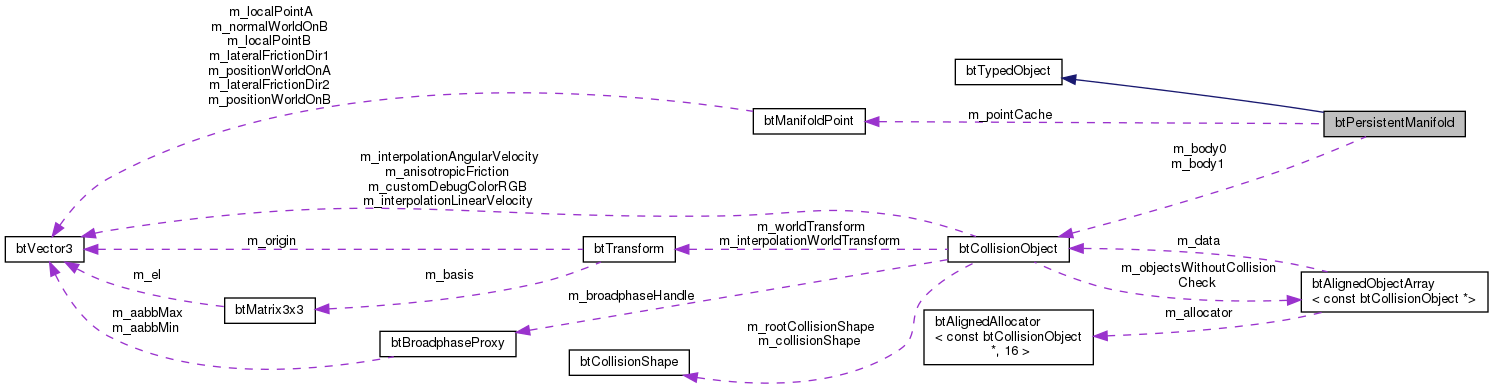 m_localPointA
m_normalWorldOnB
m_localPointB
m_lateralFrictionDir1
m_positionWorldOnA
m_lateralFrictionDir2
m_positionWorldOnB
btTypedObject
btManifoldPoint
m_pointCache
btPersistentManifold
m_body0
m_body1
m_interpolationAngularVelocity
m_anisotropicFriction
m_customDebugColorRGB
m_interpolationLinearVelocity
btVector3
m_origin
btTransform
m_worldTransform
m_interpolationWorldTransform
btCollisionObject
m_data
m_el
m_basis
m_objectsWithoutCollision
Check
btAlignedObjectArray
< const btCollisionObject *>
btMatrix3x3
m_broadphaseHandle
m_allocator
m_aabbMax
m_aabbMin
btBroadphaseProxy
m_rootCollisionShape
m_collisionShape
btAlignedAllocator
< const btCollisionObject
*, 16 >
btCollisionShape